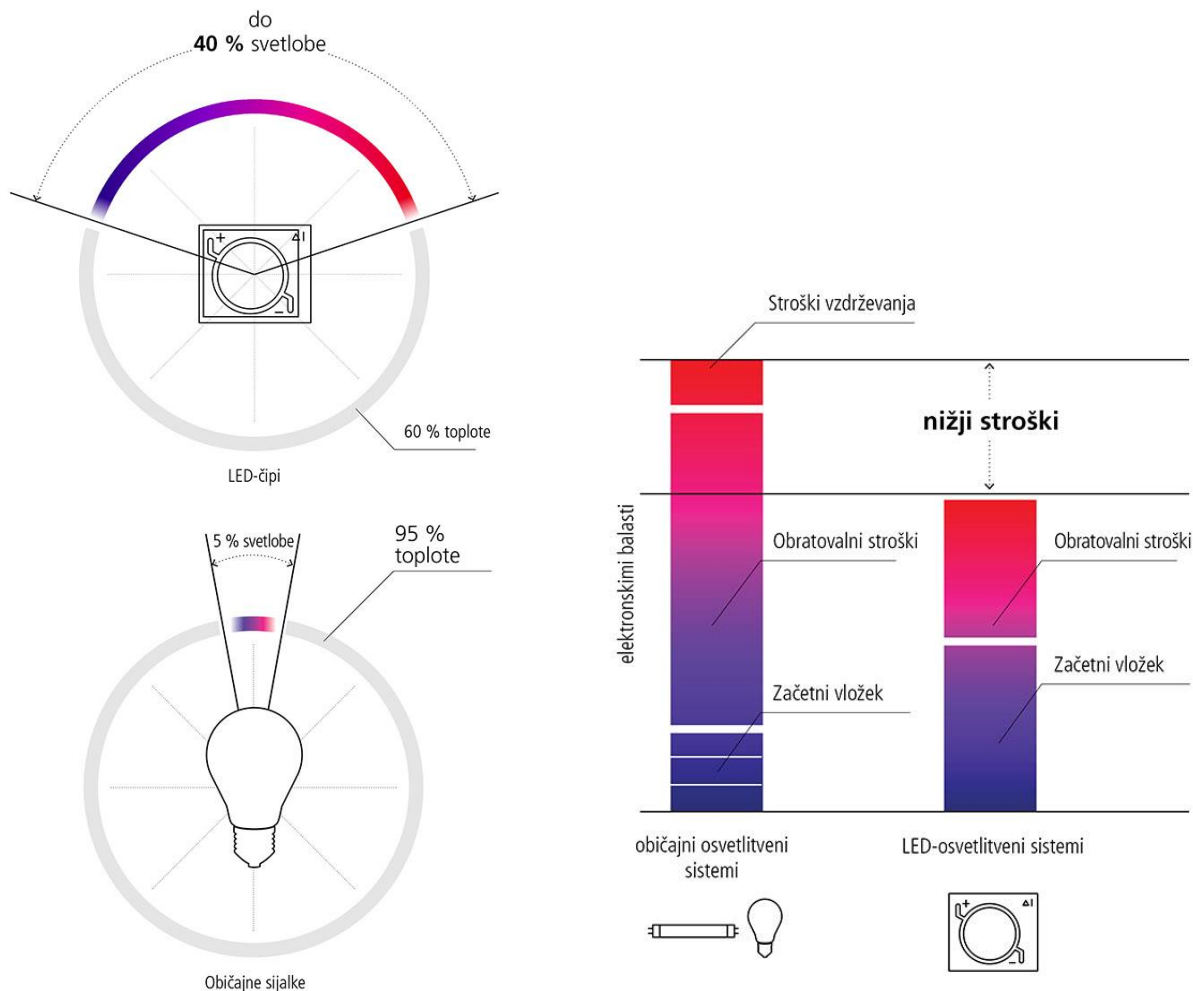 do
40 % svetlobe
60 % toplote
LED-čipi
5 % svetlobe
95 %
toplote
Običajne sijalke
Stroški vzdrževanja
nižji stroški
elektronskimi balasti
Obratovalni stroški
Obratovalni stroški
Začetni vložek
Začetni vložek
običajni osvetlitveni
sistemi
LED-osvetlitveni sistemi